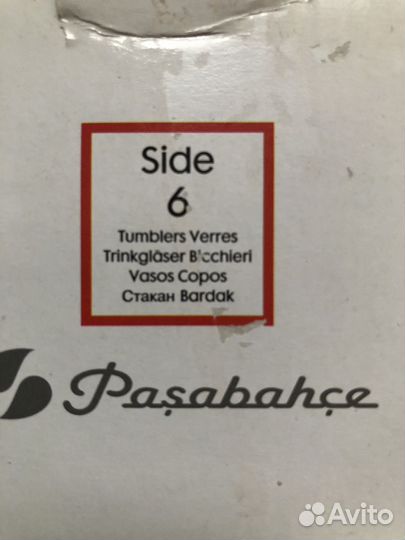 Side
6
Tumblers Verres
Trinkgläser Bicchieri
Vasos Copos
Стакан Bardak
Paşabahçe
Avito